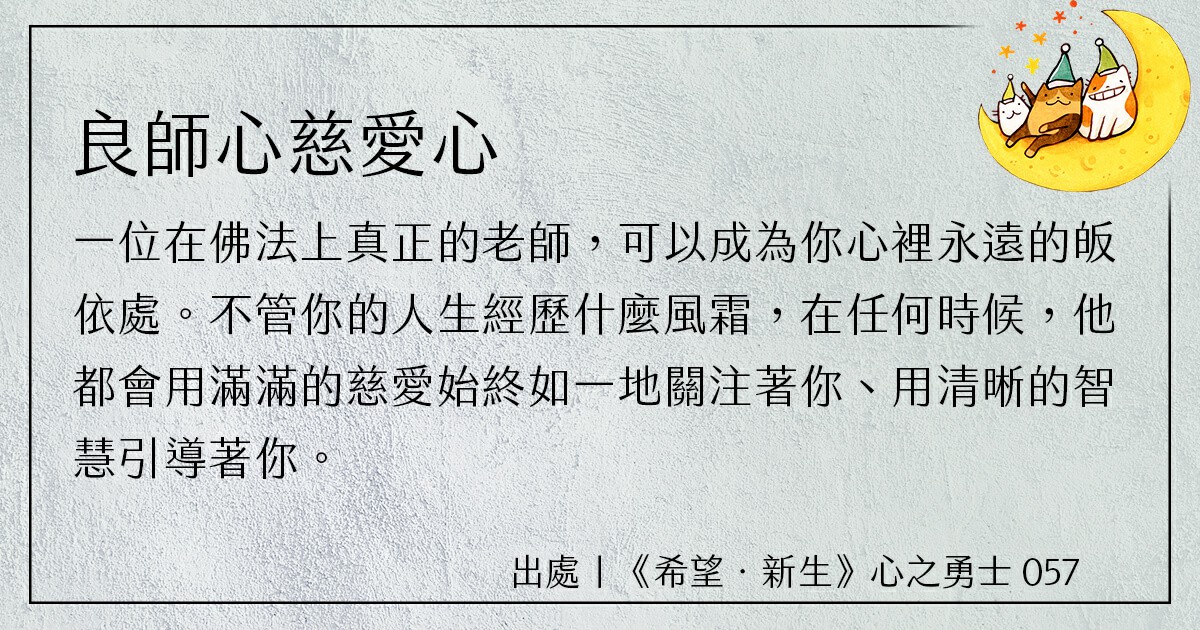 良師心慈愛心
一位在佛法上真正的老師，可以成為你心裡永遠的皈
依處。不管你的人生經歷什麼風霜，在任何時候，他
都會用滿滿的慈愛始終如一地關注著你、用清晰的智
慧引導著你。
出處｜《希望．新生》心之勇士 057